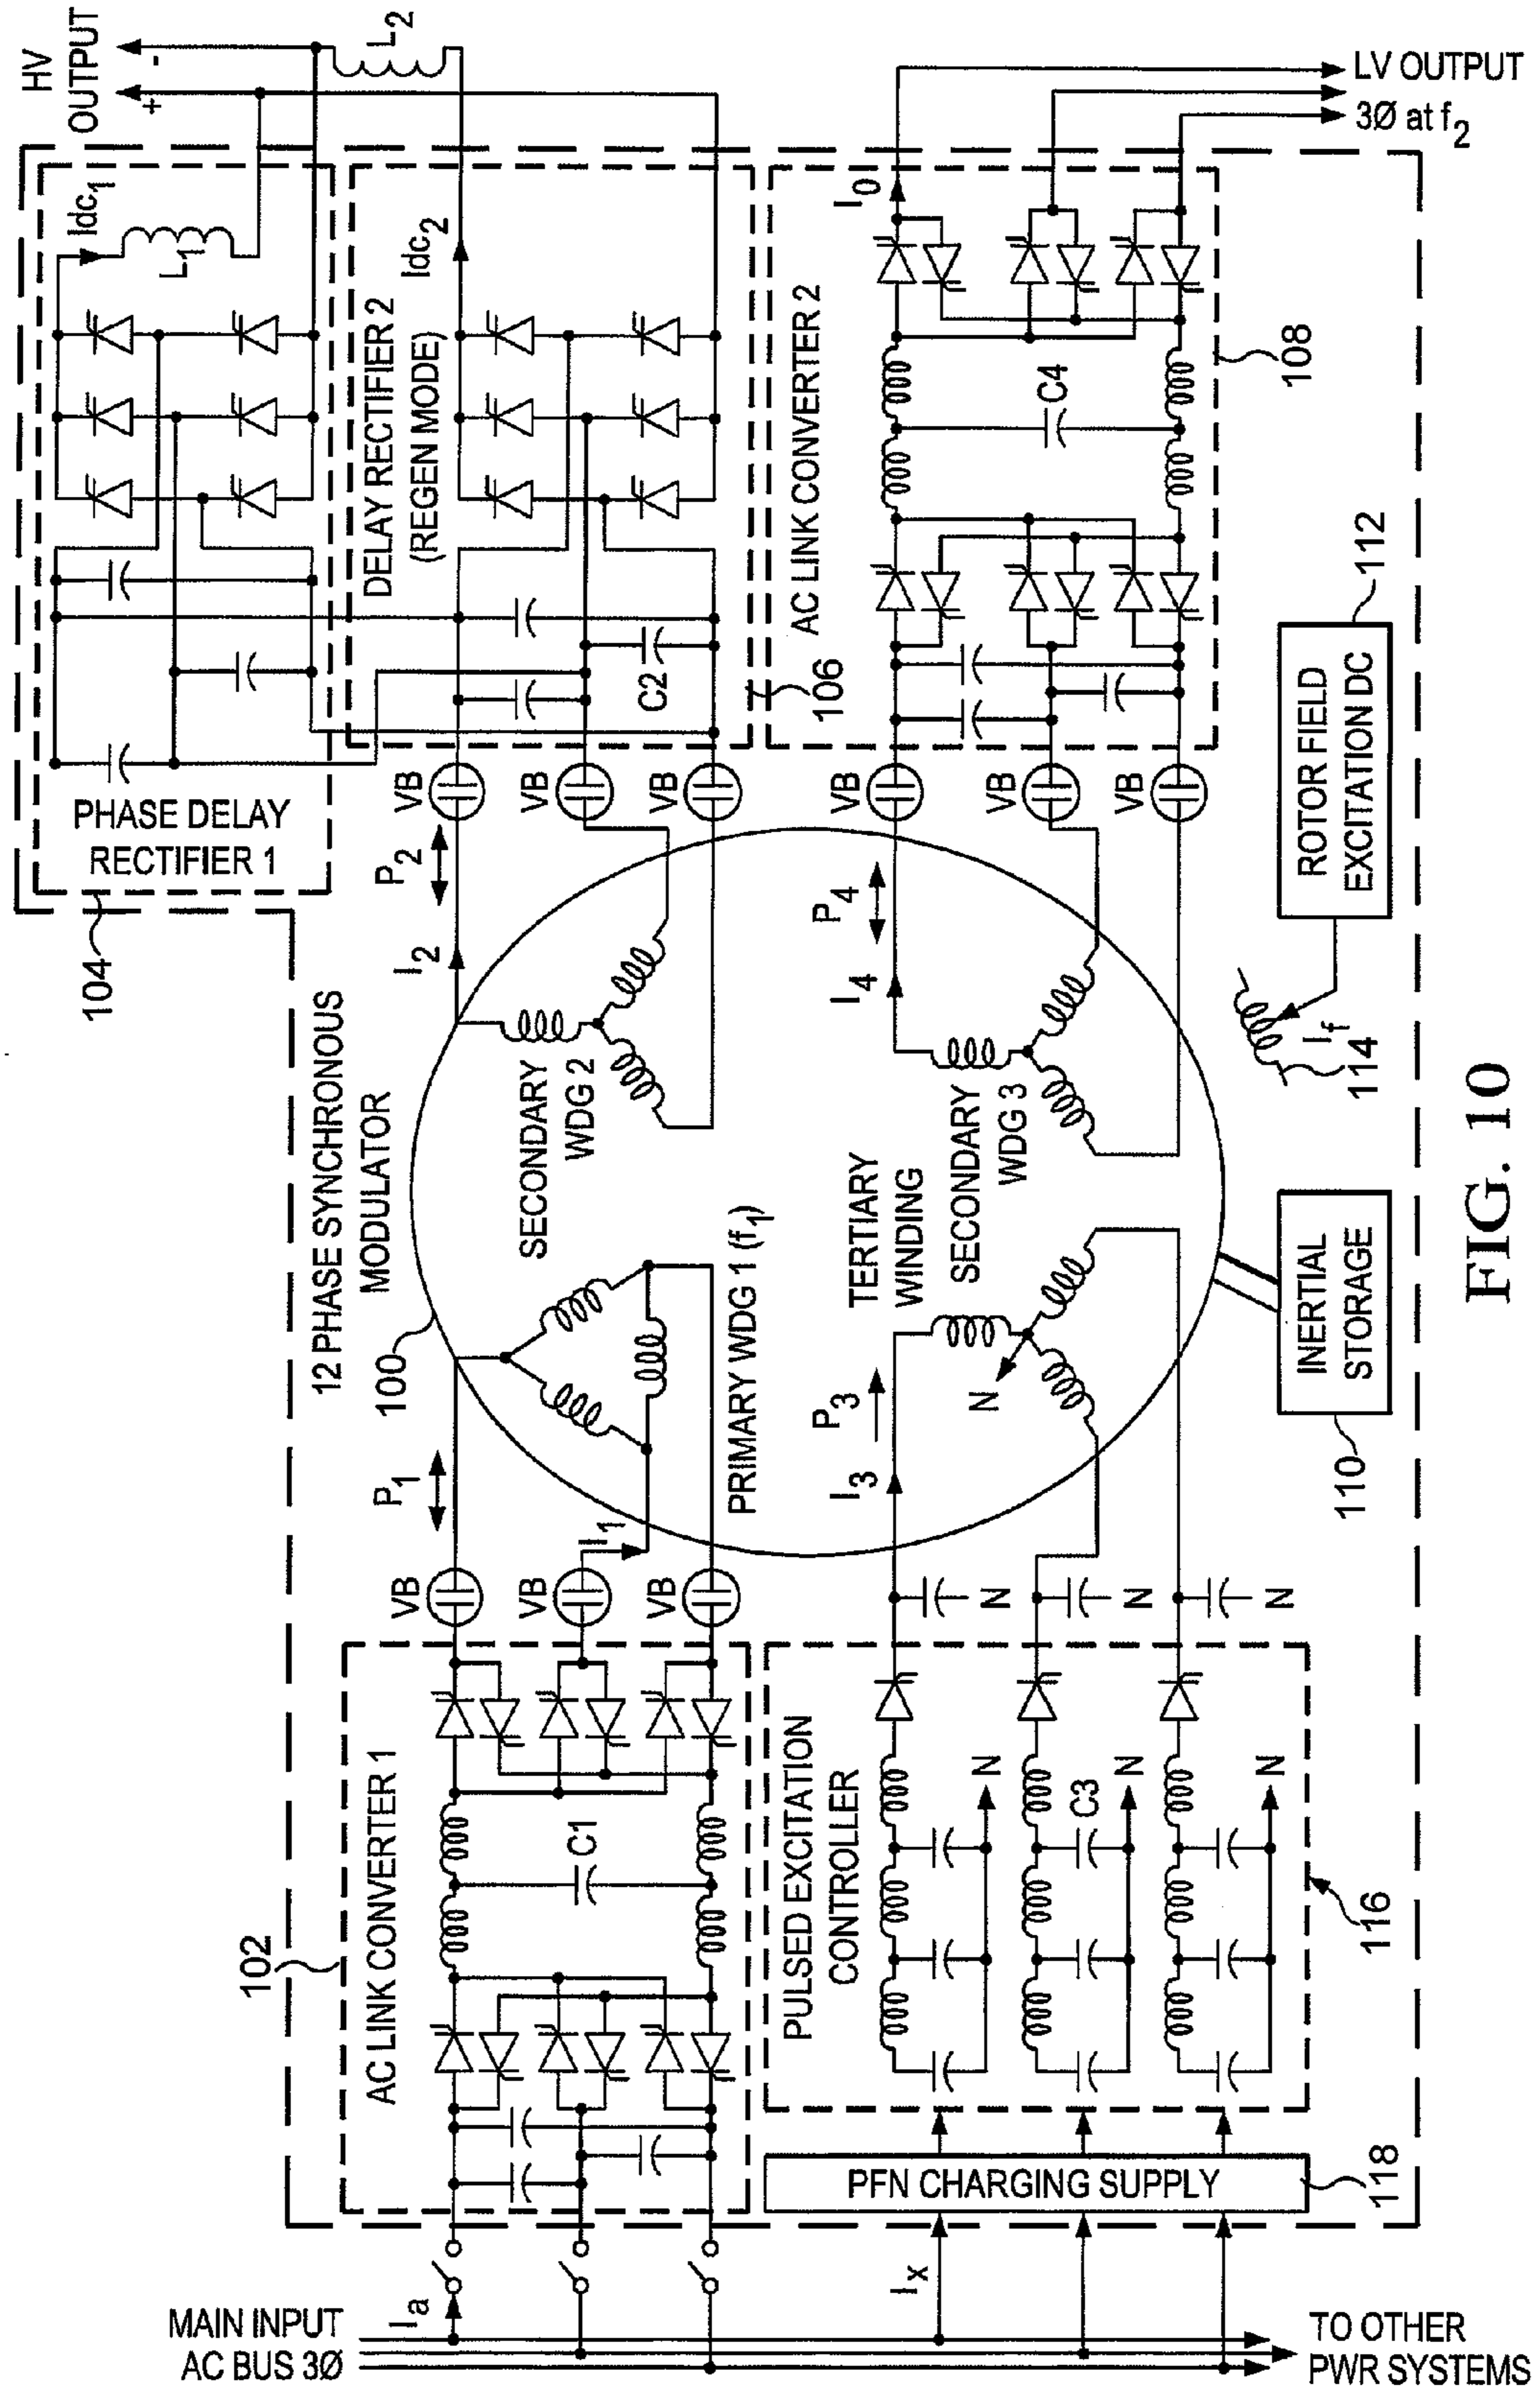 HV
OUTPUT
+
-
L2
Idc1
L1
PHASE DELAY
RECTIFIER 1
104
DELAY RECTIFIER 2
(REGEN MODE)
Idc2
C2
106
VB
VB
VB
P2
I2
12 PHASE SYNCHRONOUS
MODULATOR
100
SECONDARY
WDG 2
PRIMARY WDG 1 (f1)
P1
I1
VB
VB
VB
AC LINK CONVERTER 1
C1
102
MAIN INPUT
AC BUS 3Ø
Ia
Ix
TO OTHER
PWR SYSTEMS
PFN CHARGING SUPPLY
118
PULSED EXCITATION
CONTROLLER
N
C3
N
N
116
N
N
N
I3
P3
TERTIARY
WINDING
N
SECONDARY
WDG 3
I4
P4
VB
VB
VB
AC LINK CONVERTER 2
C4
108
I0
LV OUTPUT
3Ø at f2
ROTOR FIELD
EXCITATION DC
112
If
114
INERTIAL
STORAGE
110
FIG. 10